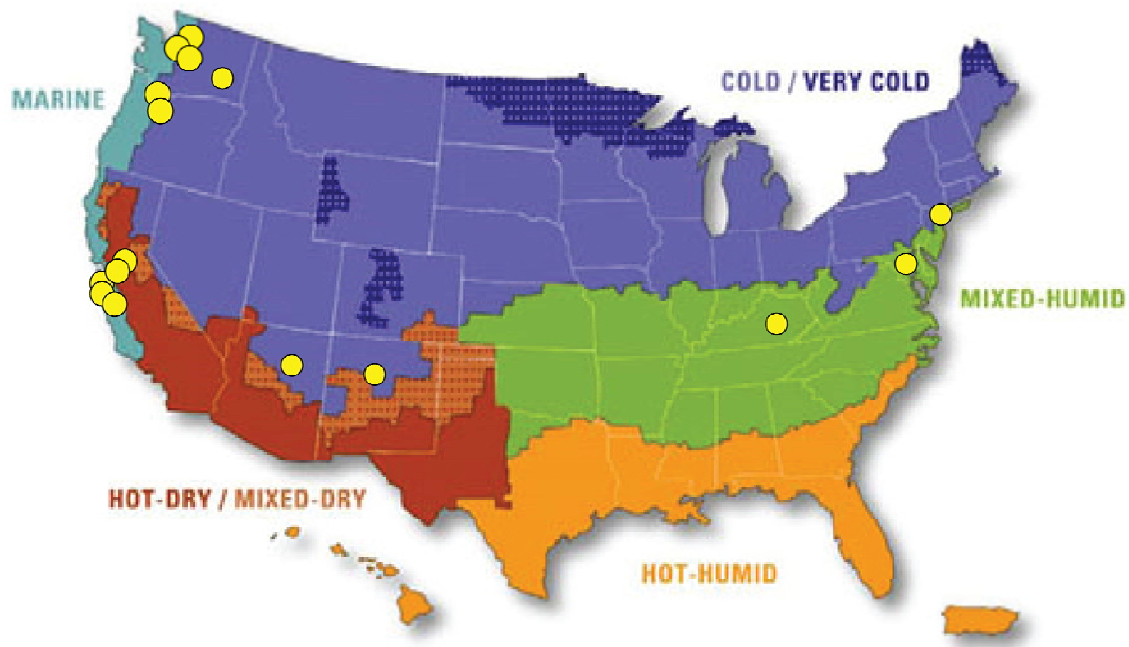 COLD / VERY COLD
MARINE
MIXED-HUMID
HOT-DRY / MIXED-DRY
HOT-HUMID